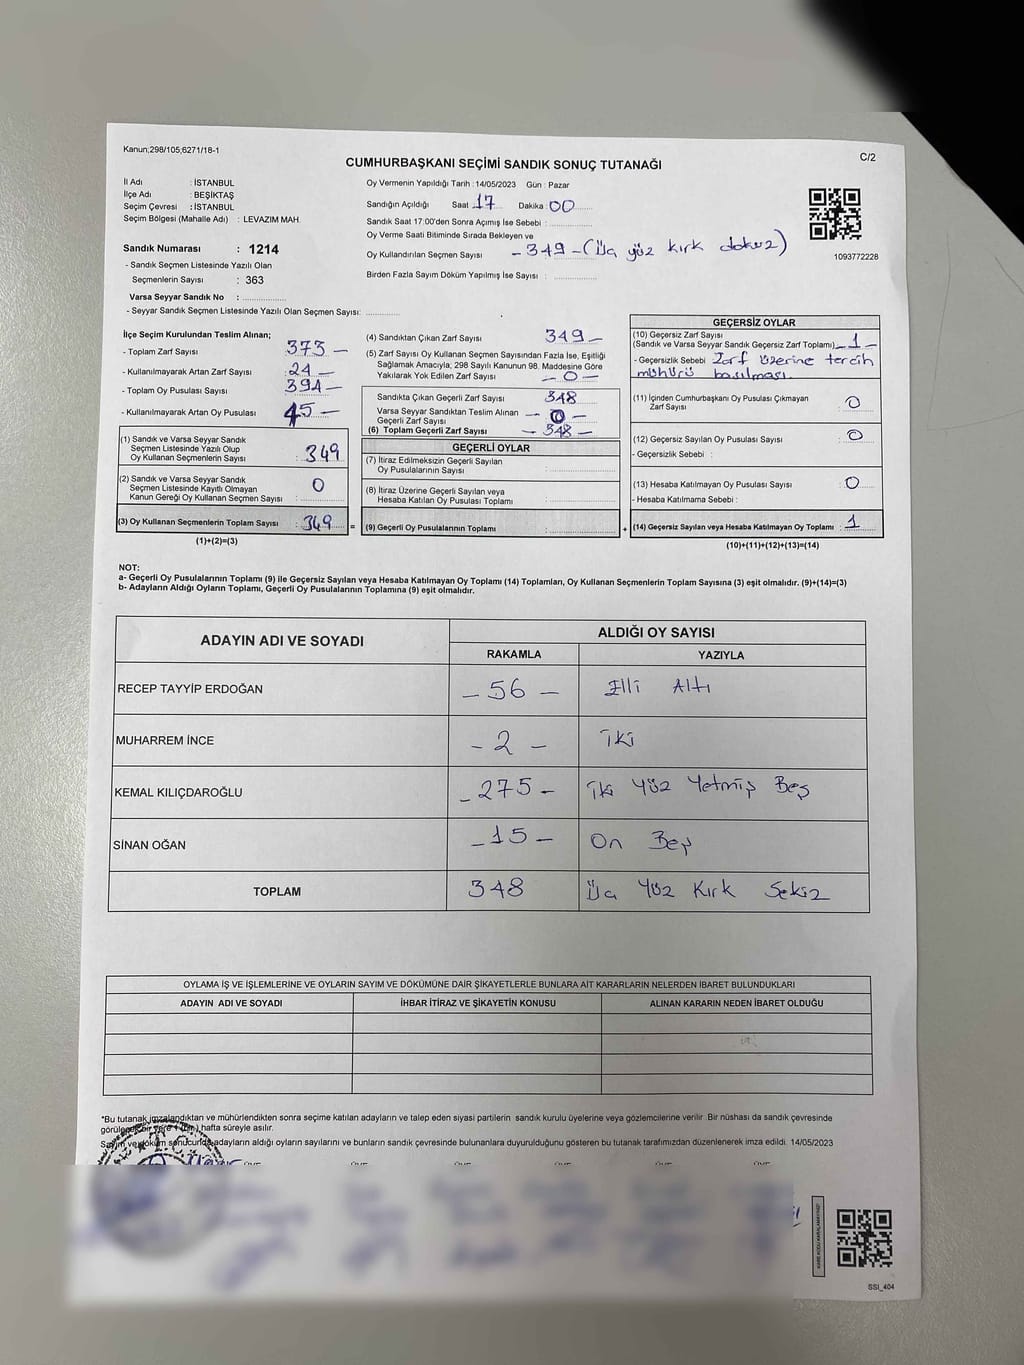 Kanun;298/105,6271/18-1
C/2
CUMHURBAŞKANI SEÇİMİ SANDIK SONUÇ TUTANAĞI
İl Adı : İSTANBUL
İlçe Adı : BEŞİKTAŞ
Seçim Çevresi : İSTANBUL
Seçim Bölgesi (Mahalle Adı) : LEVAZIM MAH.
Sandık Numarası : 1214
- Sandık Seçmen Listesinde Yazılı Olan
Seçmenlerin Sayısı : 363
Varsa Seyyar Sandık No : ..............
- Seyyar Sandık Seçmen Listesinde Yazılı Olan Seçmen Sayısı: ..............
Oy Vermenin Yapıldığı Tarih : 14/05/2023 Gün : Pazar
Sandığın Açıldığı Saat 17 Dakika : 00
Sandık Saat 17:00'den Sonra Açımış İse Sebebi : ..............
Oy Verme Saati Bitiminde Sırada Bekleyen ve
Oy Kullandırılan Seçmen Sayısı - 349 - (Üç yüz kırk dokuz)
Birden Fazla Sayım Döküm Yapılmış İse Sayısı : ..............
1093772228
İlçe Seçim Kurulundan Teslim Alınan;
- Toplam Zarf Sayısı : 373 -
- Kullanılmayarak Artan Zarf Sayısı : 24 -
- Toplam Oy Pusulası Sayısı : 394 -
- Kullanılmayarak Artan Oy Pusulası : 45 -
(1) Sandık ve Varsa Seyyar Sandık
Seçmen Listesinde Yazılı Olup
Oy Kullanan Seçmenlerin Sayısı : 349
(2) Sandık ve Varsa Seyyar Sandık
Seçmen Listesinde Kayıtlı Olmayan
Kanun Gereği Oy Kullanan Seçmen Sayısı : 0
(3) Oy Kullanan Seçmenlerin Toplam Sayısı : 349 =
(1)+(2)=(3)
(4) Sandıktan Çıkan Zarf Sayısı 349 -
(5) Zarf Sayısı Oy Kullanan Seçmen Sayısından Fazla İse, Eşitliği
Sağlamak Amacıyla; 298 Sayılı Kanunun 98. Maddesine Göre
Yakılarak Yok Edilen Zarf Sayısı - 0 -
Sandıkta Çıkan Geçerli Zarf Sayısı 348
Varsa Seyyar Sandıktan Teslim Alınan
Geçerli Zarf Sayısı - 0 -
(6) Toplam Geçerli Zarf Sayısı - 348 -
GEÇERLİ OYLAR
(7) İtiraz Edilmeksizin Geçerli Sayılan
Oy Pusulalarının Sayısı : ..............
(8) İtiraz Üzerine Geçerli Sayılan veya
Hesaba Katılan Oy Pusulası Toplamı : ..............
(9) Geçerli Oy Pusulalarının Toplamı : .............. +
GEÇERSİZ OYLAR
(10) Geçersiz Zarf Sayısı
(Sandık ve Varsa Seyyar Sandık Geçersiz Zarf Toplamı) - 1 -
- Geçersizlik Sebebi Zarf üzerine tercih
mühürü basılması.
(11) İçinden Cumhurbaşkanı Oy Pusulası Çıkmayan
Zarf Sayısı : 0
(12) Geçersiz Sayılan Oy Pusulası Sayısı : 0
- Geçersizlik Sebebi :
(13) Hesaba Katılmayan Oy Pusulası Sayısı : 0
- Hesaba Katılmama Sebebi :
(14) Geçersiz Sayılan veya Hesaba Katılmayan Oy Toplamı : 1
(10)+(11)+(12)+(13)=(14)
NOT:
a- Geçerli Oy Pusulalarının Toplamı (9) ile Geçersiz Sayılan veya Hesaba Katılmayan Oy Toplamı (14) Toplamları, Oy Kullanan Seçmenlerin Toplam Sayısına (3) eşit olmalıdır. (9)+(14)=(3)
b- Adayların Aldığı Oyların Toplamı, Geçerli Oy Pusulalarının Toplamına (9) eşit olmalıdır.
ADAYIN ADI VE SOYADI ALDIĞI OY SAYISI
RAKAMLA YAZIYLA
RECEP TAYYİP ERDOĞAN - 56 - Elli Altı
MUHARREM İNCE - 2 - iki
KEMAL KILIÇDAROĞLU - 275 - iki Yüz Yetmiş Beş
SİNAN OĞAN - 15 - On Beş
TOPLAM 348 Üç Yüz Kırk Sekiz
OYLAMA İŞ VE İŞLEMLERİNE VE OYLARIN SAYIM VE DÖKÜMÜNE DAİR ŞİKAYETLERLE BUNLARA AİT KARARLARIN NELERDEN İBARET BULUNDUKLARI
ADAYIN ADI VE SOYADI İHBAR İTİRAZ VE ŞİKAYETİN KONUSU ALINAN KARARIN NEDEN İBARET OLDUĞU
*Bu tutanak imzalandıktan ve mühürlendikten sonra seçime katılan adayların ve talep eden siyasi partilerin sandık kurulu üyelerine veya gözlemcilerine verilir. Bir nüshası da sandık çevresinde
görülecek bir yere 1 (bir) hafta süreyle asılır.
Sayım ve döküm sonucunda adayların aldığı oyların sayılarını ve bunların sandık çevresinde bulunanlara duyurulduğunu gösteren bu tutanak tarafımızdan düzenlenerek imza edildi. 14/05/2023
SSI_404